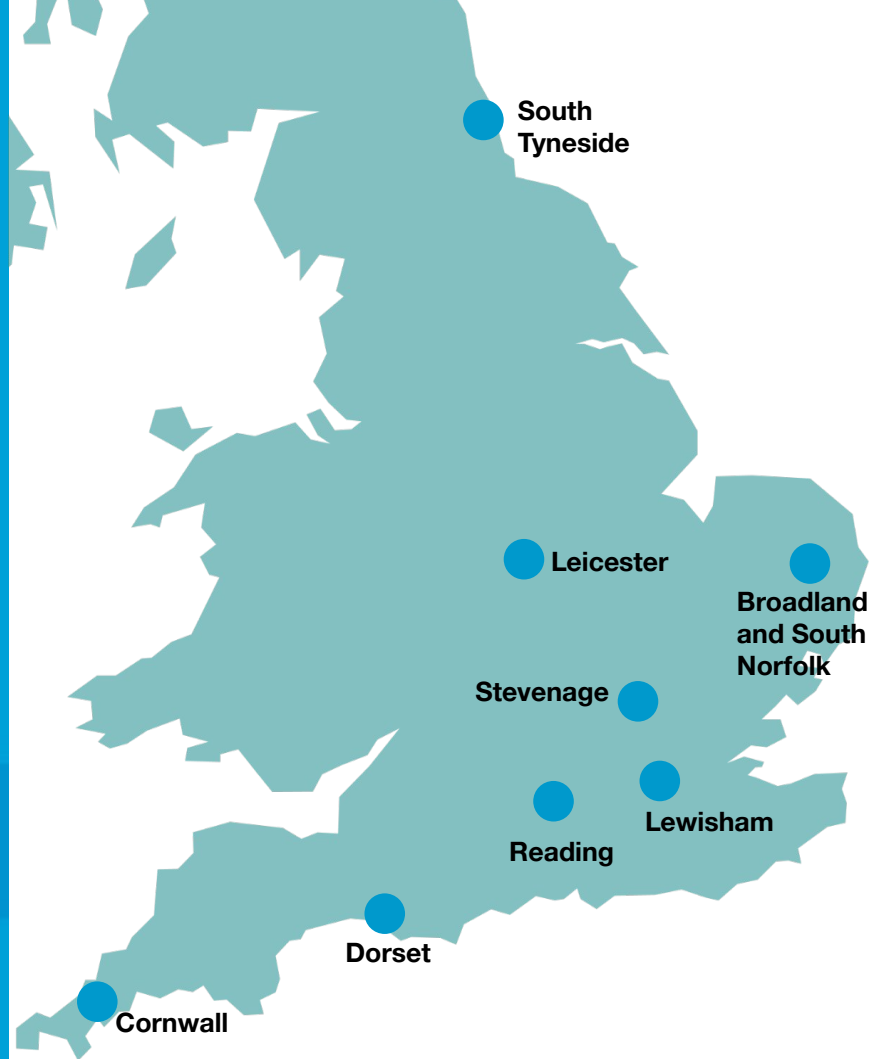 South
Tyneside
Leicester
Broadland
and South
Norfolk
Stevenage
Lewisham
Reading
Dorset
Cornwall